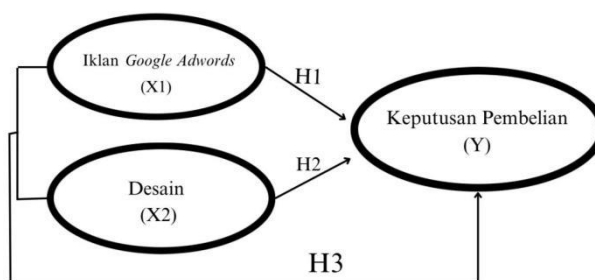 Iklan Google Adwords
(X1)
H1
Keputusan Pembelian
(Y)
H2
Desain
(X2)
H3